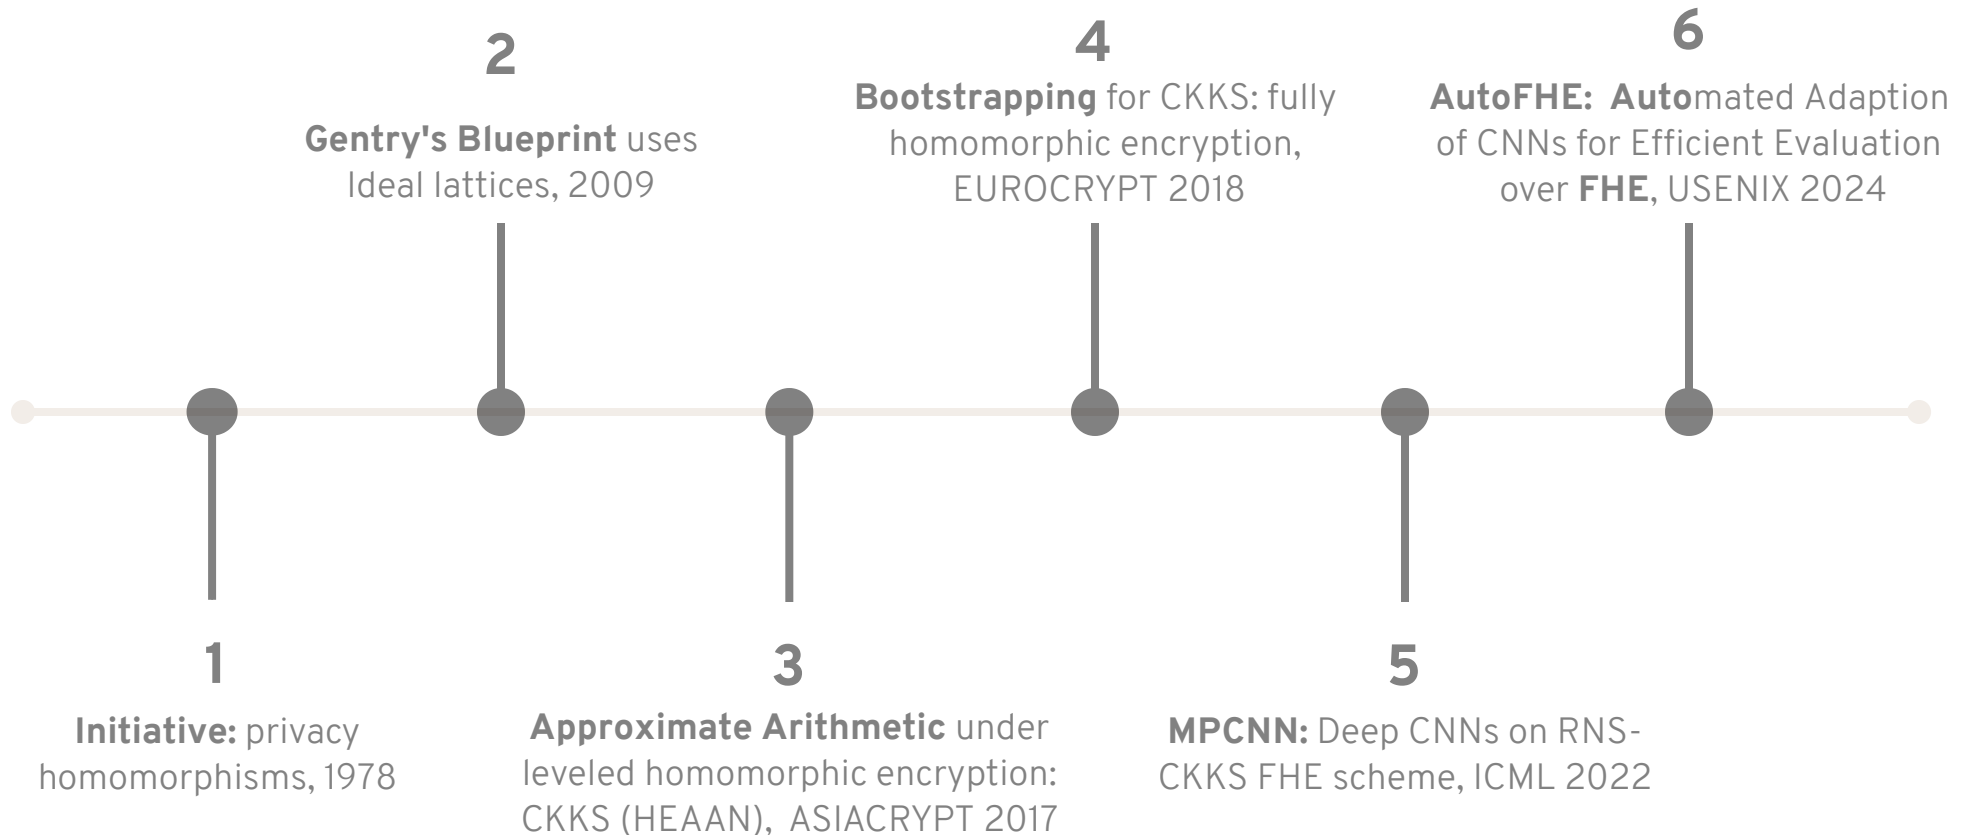 1
Initiative: privacy
homomorphisms, 1978
2
Gentry's Blueprint uses
Ideal lattices, 2009
3
Approximate Arithmetic under
leveled homomorphic encryption:
CKKS (HEAAN), ASIACRYPT 2017
4
Bootstrapping for CKKS: fully
homomorphic encryption,
EUROCRYPT 2018
5
MPCNN: Deep CNNs on RNS-
CKKS FHE scheme, ICML 2022
6
AutoFHE: Automated Adaption
of CNNs for Efficient Evaluation
over FHE, USENIX 2024